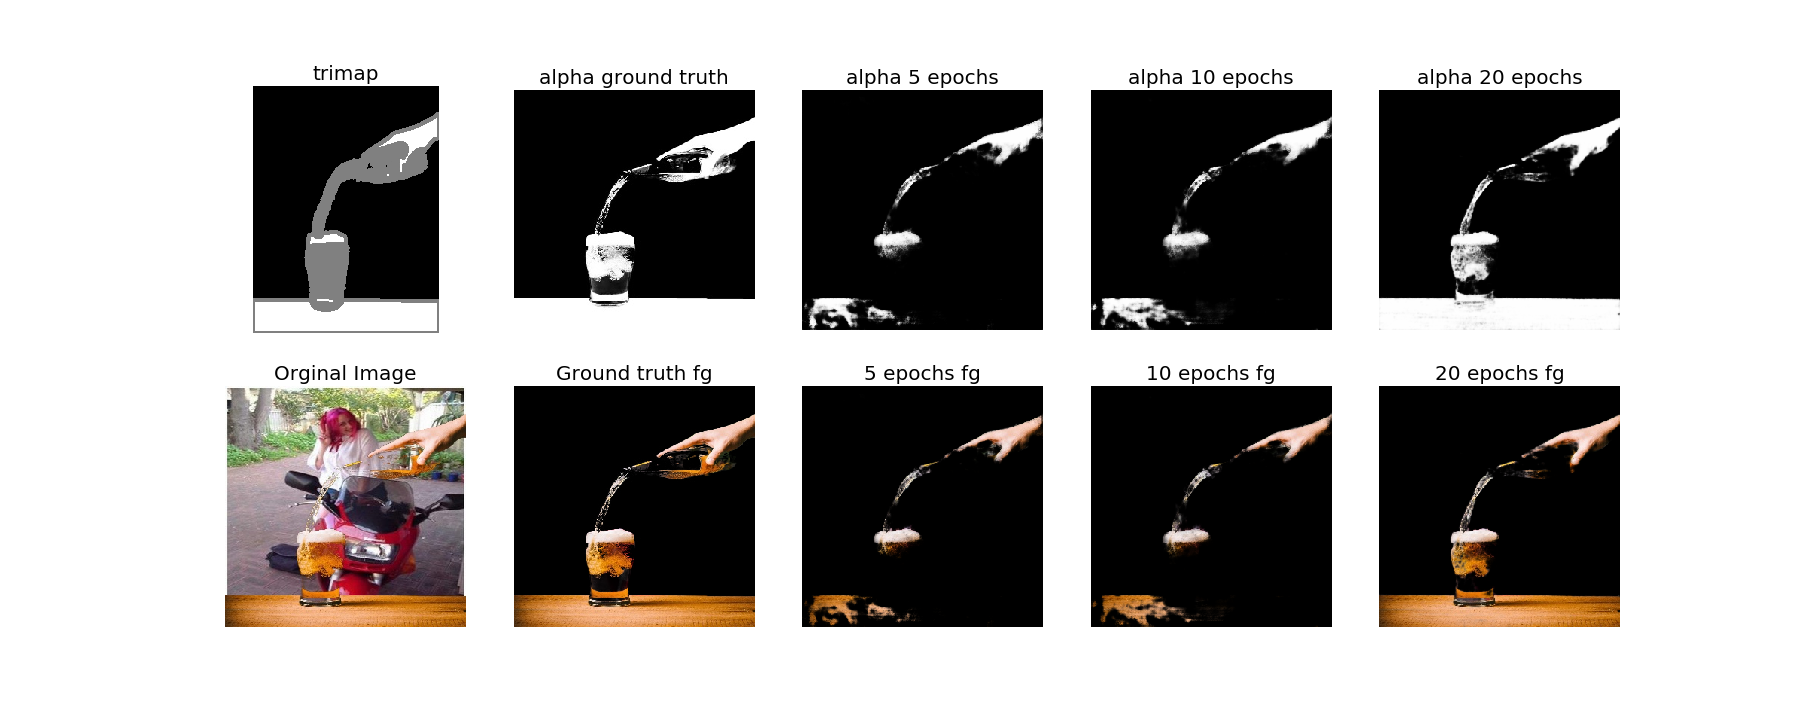 trimap
alpha ground truth
alpha 5 epochs
alpha 10 epochs
alpha 20 epochs
Orginal Image
Ground truth fg
5 epochs fg
10 epochs fg
20 epochs fg